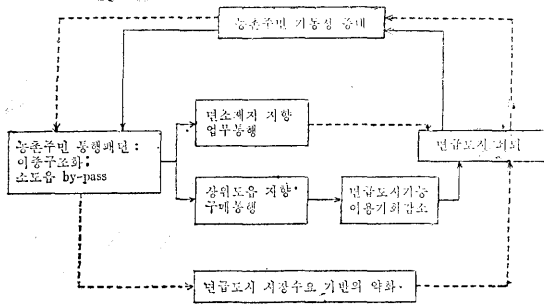 농촌주민 기동성 증대
농촌주민 통행패턴 :
이중구조화;
소도읍 by-pass
면소재지 지향
업무통행
면급도시 쇠퇴
상위도읍 지향·
구매통행
면급도시기능
이용기회감소
면급도시 시장수요 기반의 약화.